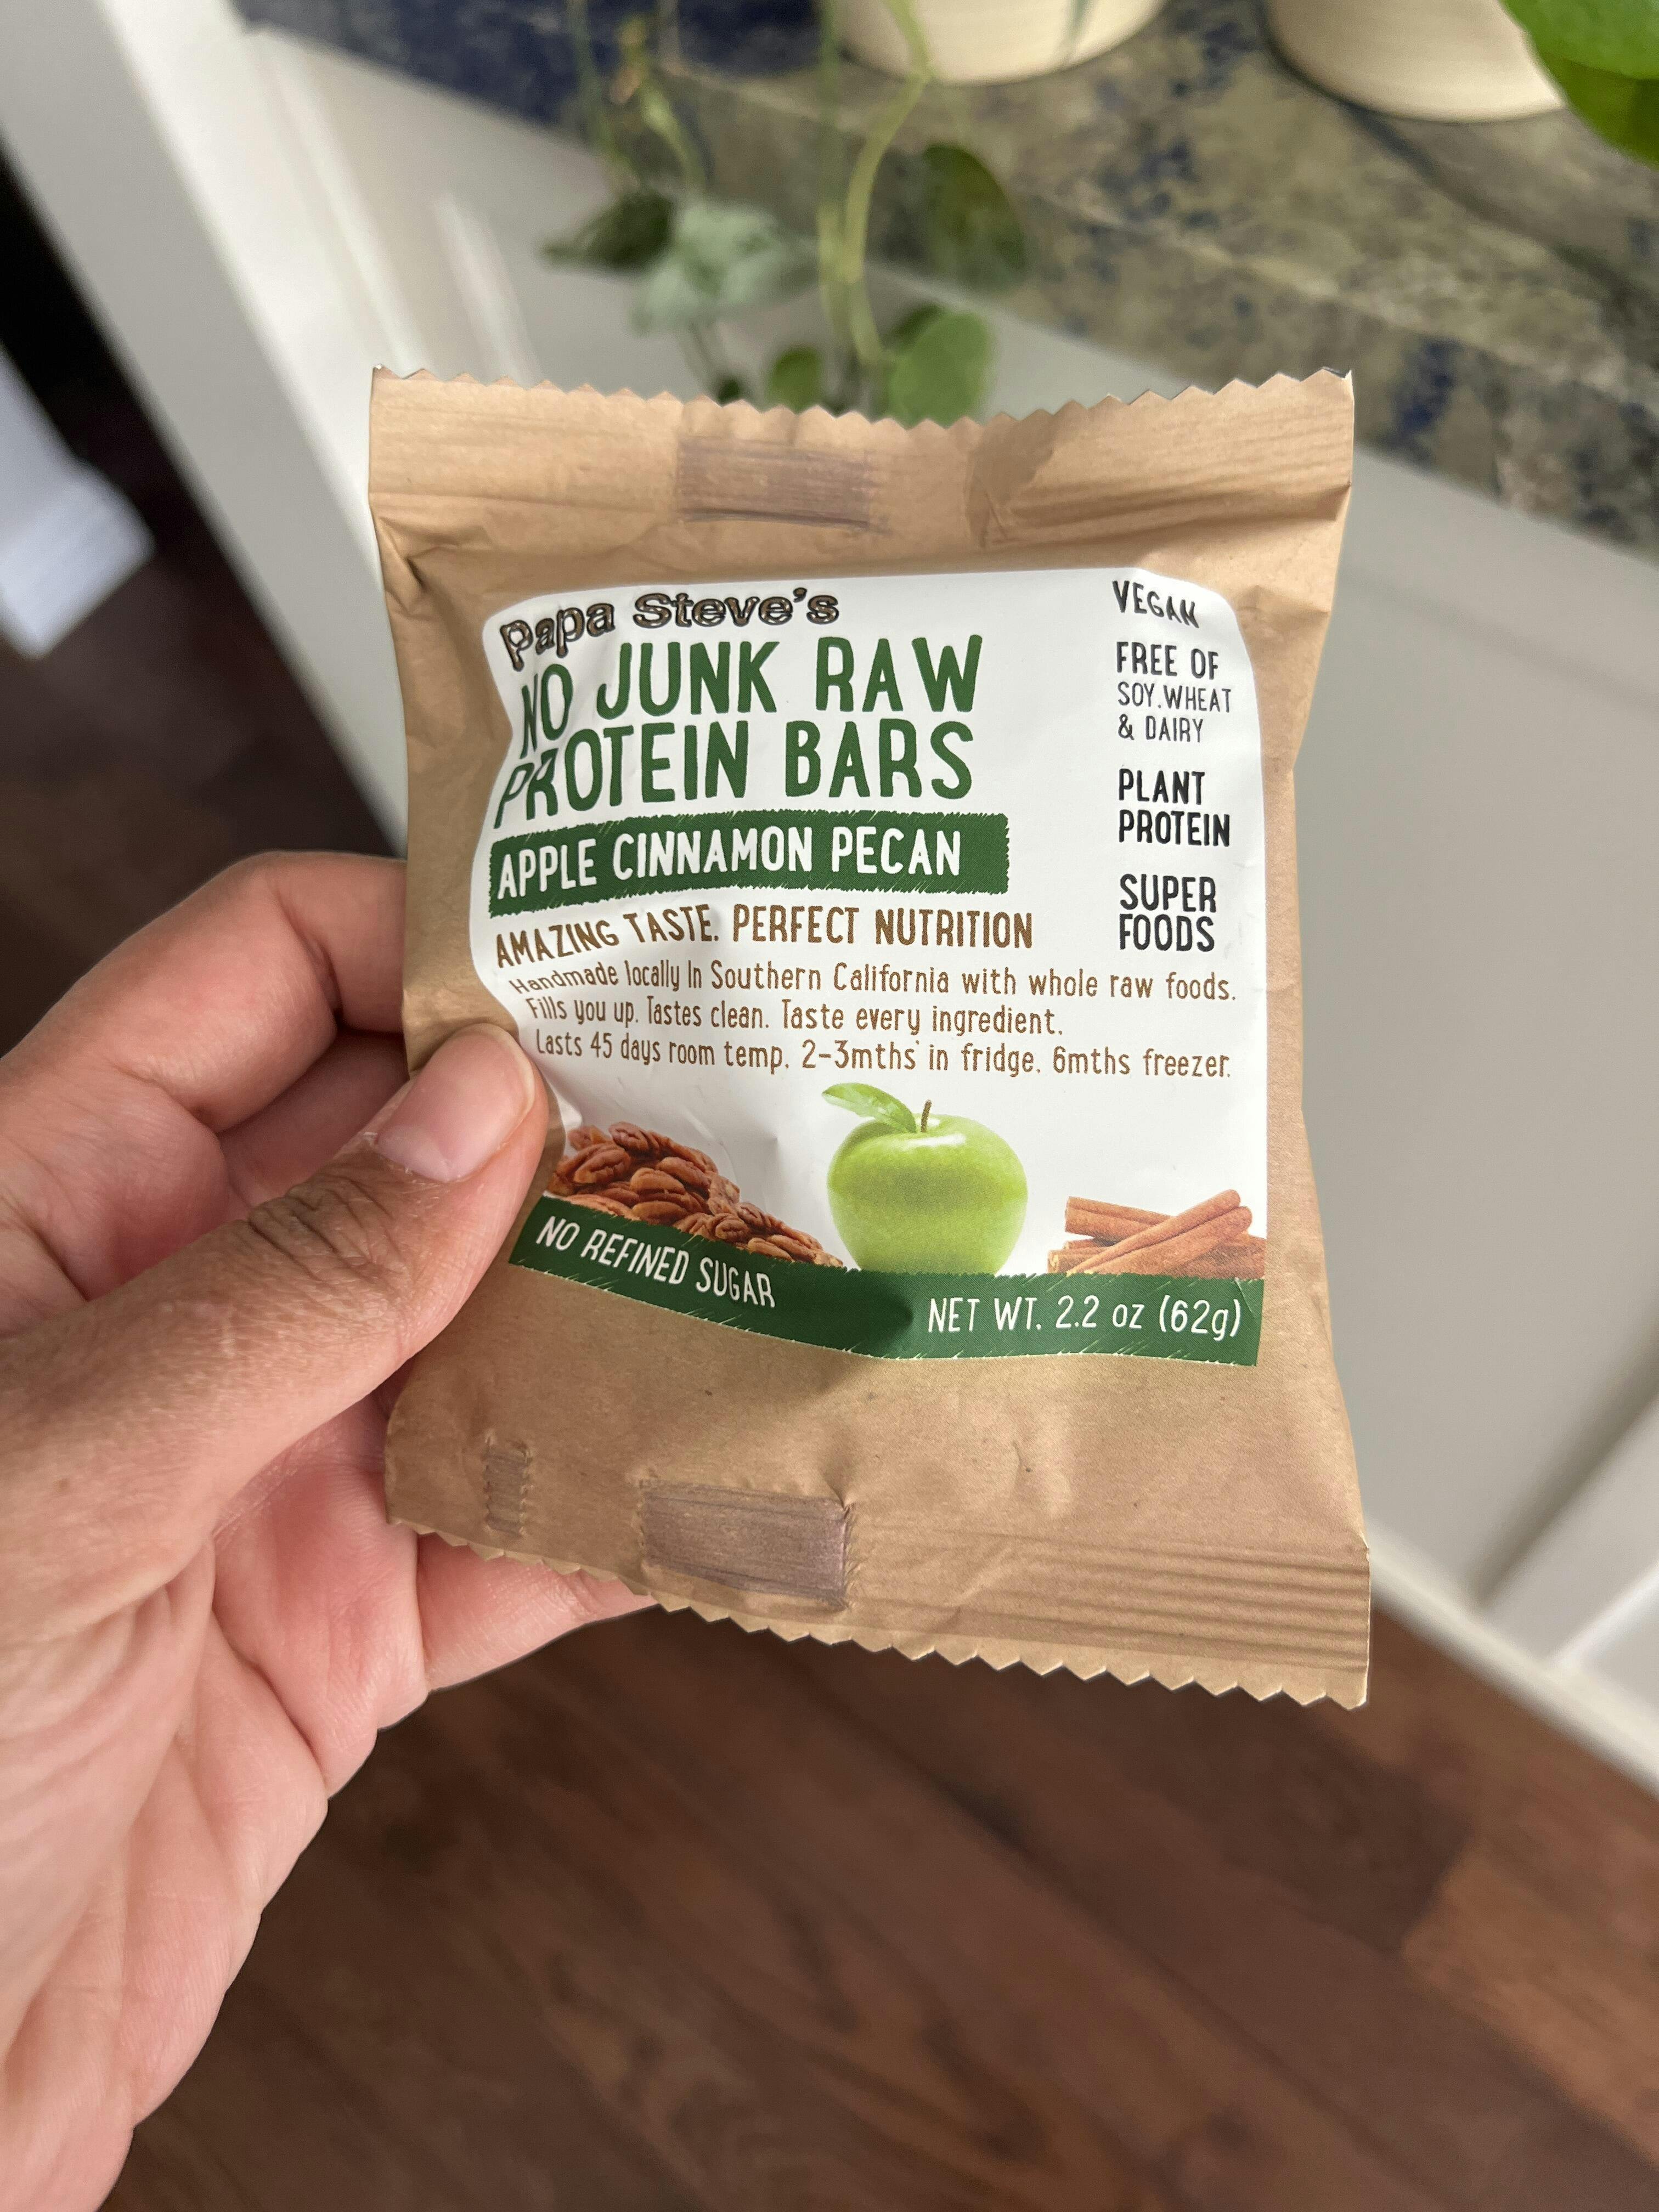 Papa Steve's
NO JUNK RAW
PROTEIN BARS
APPLE CINNAMON PECAN
AMAZING TASTE. PERFECT NUTRITION
Handmade locally In Southern California with whole raw foods.
Fills you up. Tastes clean. Taste every ingredient.
Lasts 45 days room temp. 2-3mths in fridge. 6mths freezer.
VEGAN
FREE OF
SOY.WHEAT
& DAIRY
PLANT
PROTEIN
SUPER
FOODS
NO REFINED SUGAR
NET WT. 2.2 oz (62g)